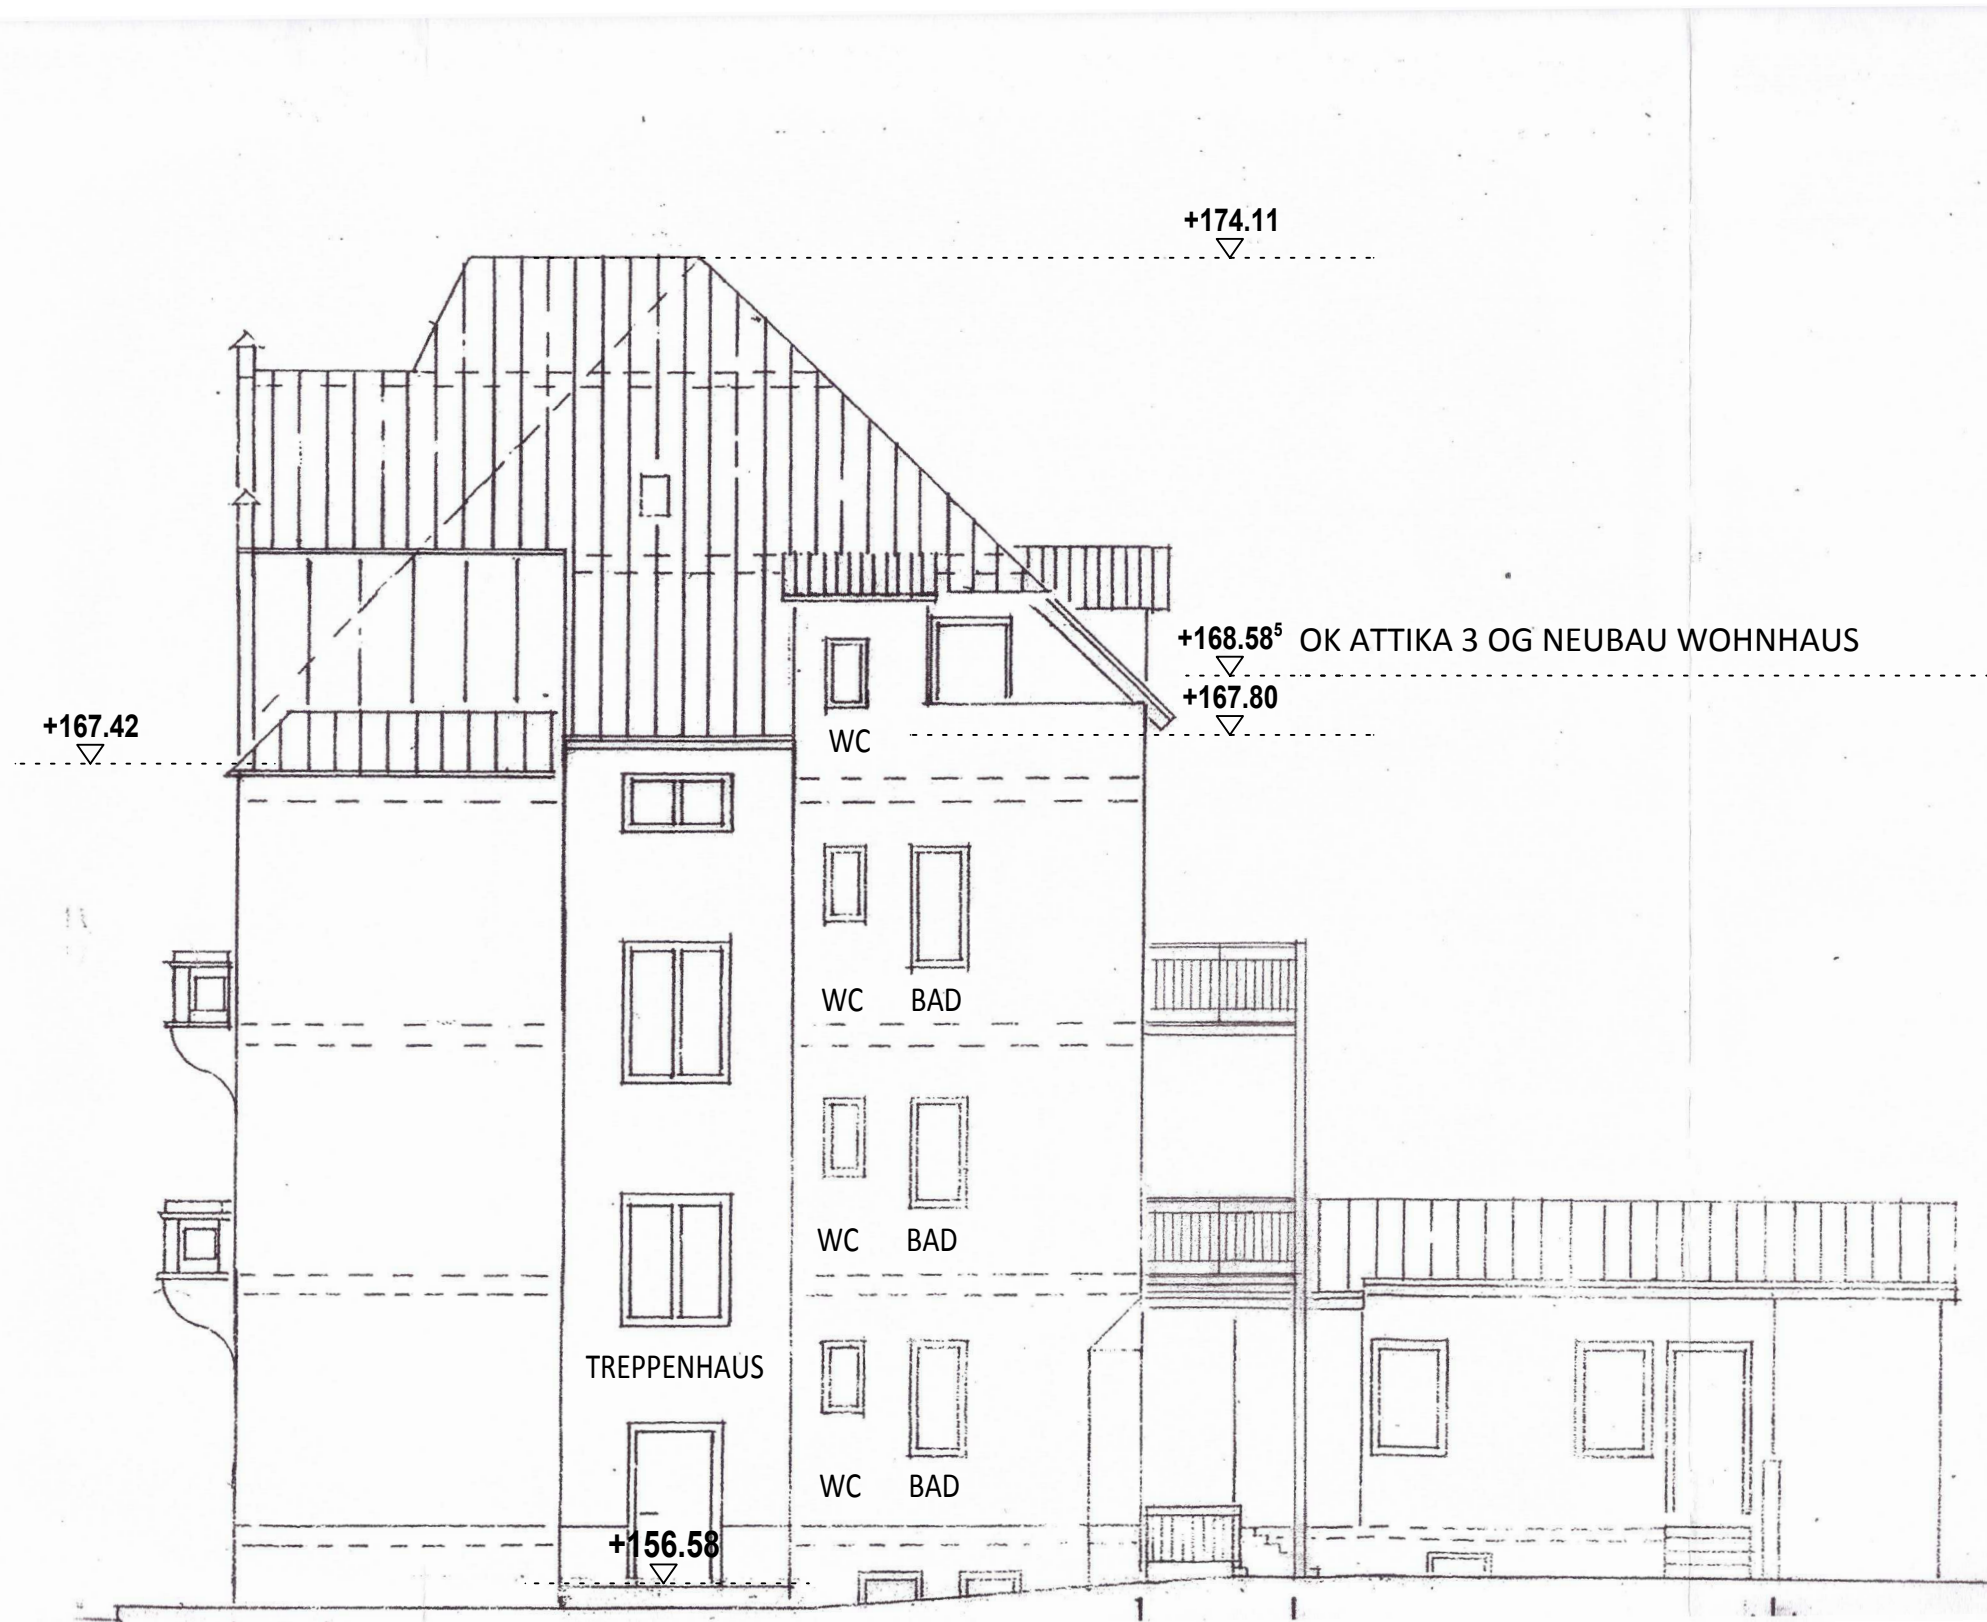 +174.11
+168.58⁵ OK ATTIKA 3 OG NEUBAU WOHNHAUS
+167.80
+167.42
WC
WC BAD
WC BAD
TREPPENHAUS
WC BAD
+156.58